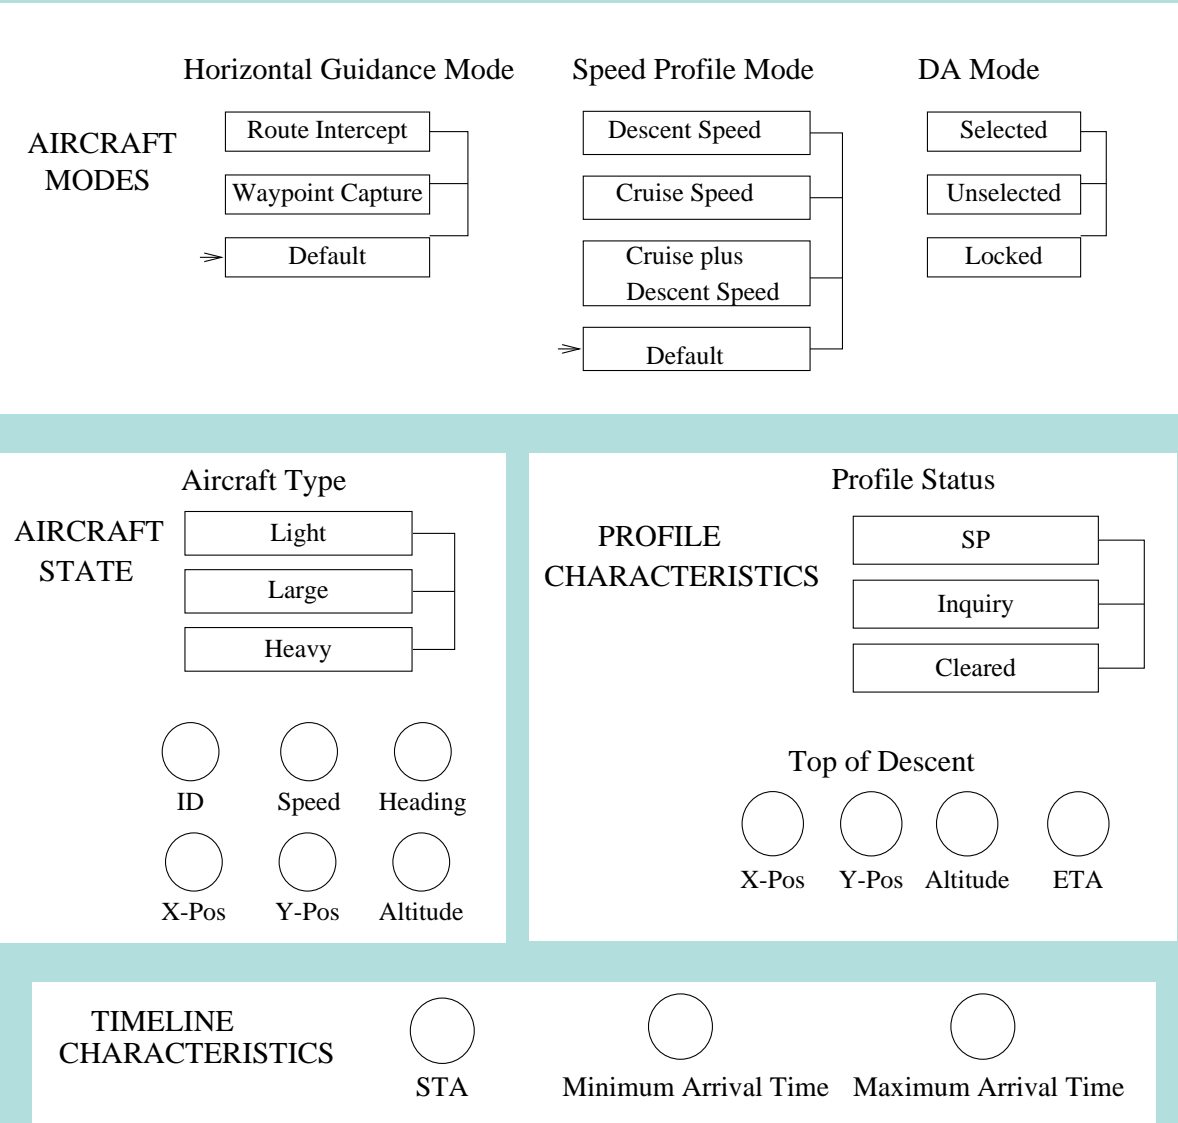 Horizontal Guidance Mode
Speed Profile Mode
DA Mode
AIRCRAFT
MODES
Route Intercept
Waypoint Capture
Default
Descent Speed
Cruise Speed
Cruise plus
Descent Speed
Default
Selected
Unselected
Locked
Aircraft Type
AIRCRAFT
STATE
Light
Large
Heavy
ID
Speed
Heading
X-Pos
Y-Pos
Altitude
Profile Status
PROFILE
CHARACTERISTICS
SP
Inquiry
Cleared
Top of Descent
X-Pos
Y-Pos
Altitude
ETA
TIMELINE
CHARACTERISTICS
STA
Minimum Arrival Time
Maximum Arrival Time